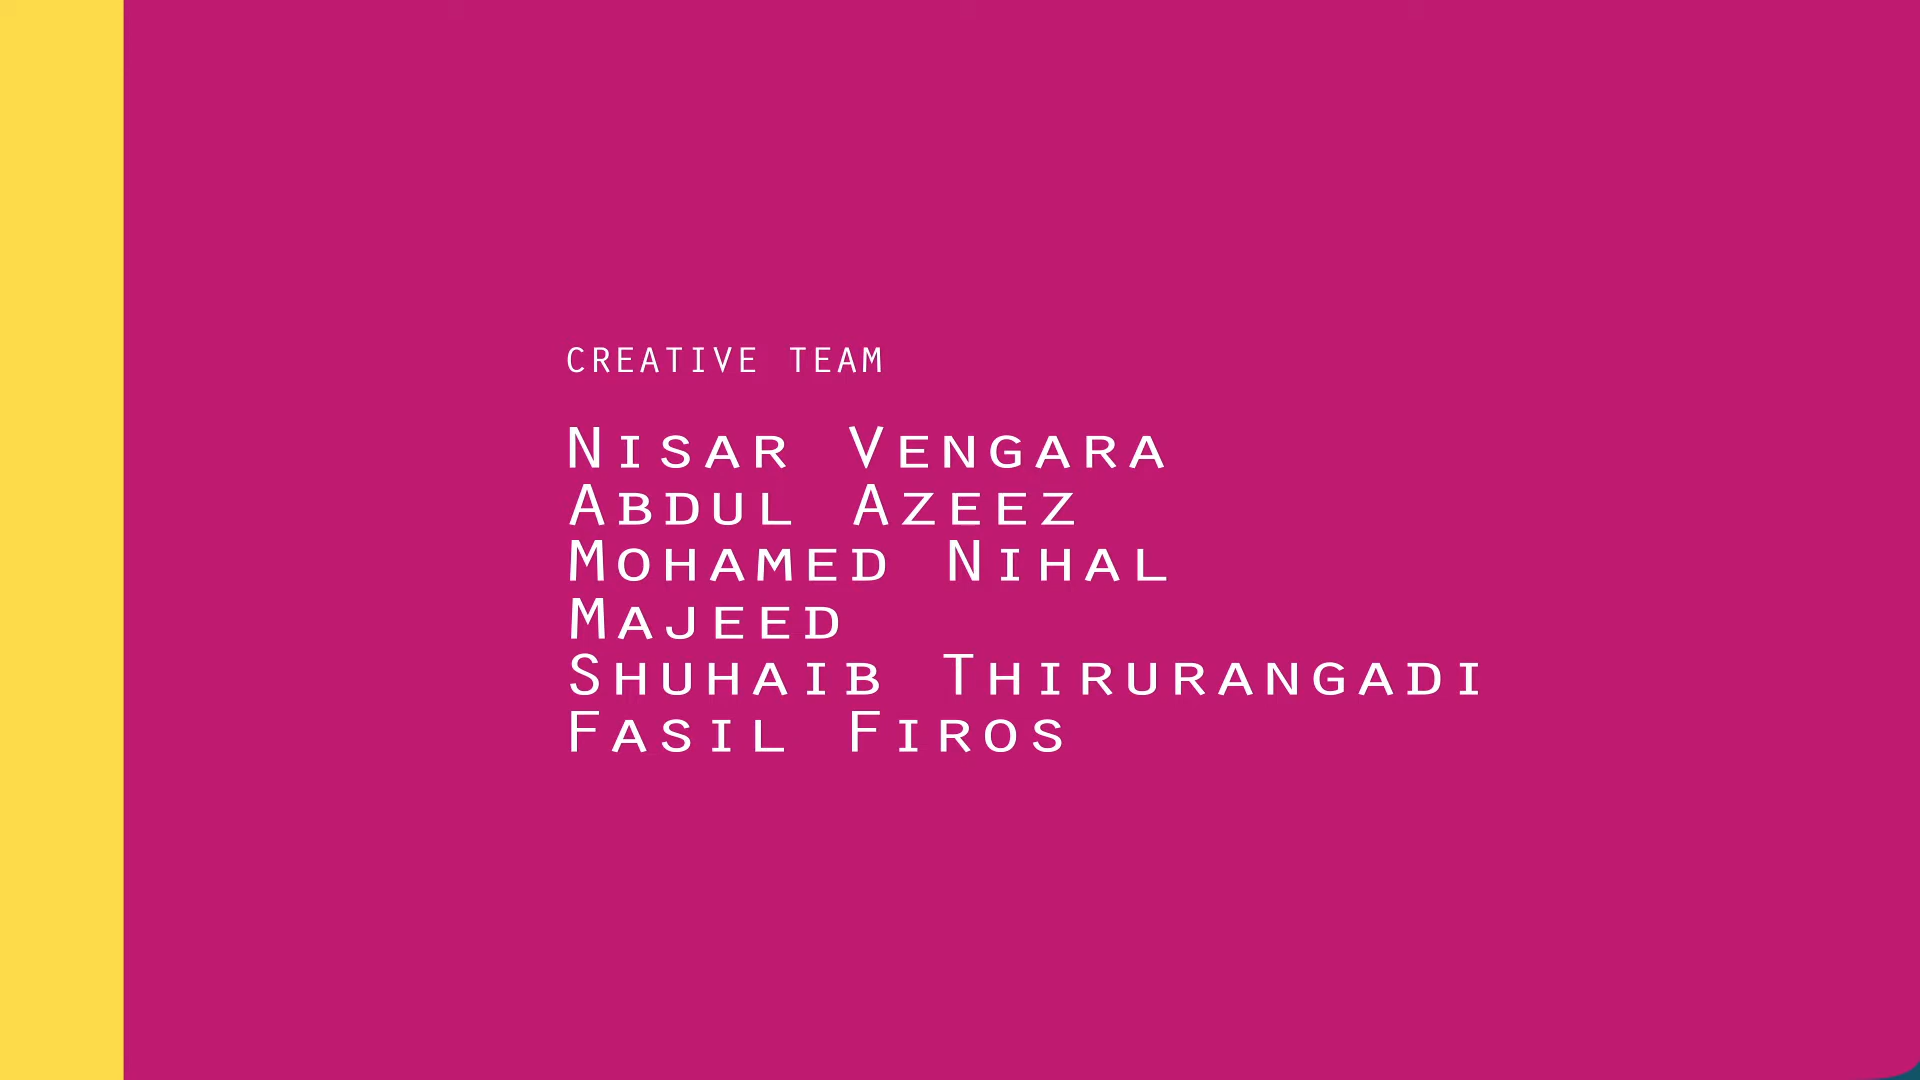 CREATIVE TEAM
Nisar Vengara
Abdul Azeez
Mohamed Nihal
Majeed
Shuhaib Thirurangadi
Fasil Firos